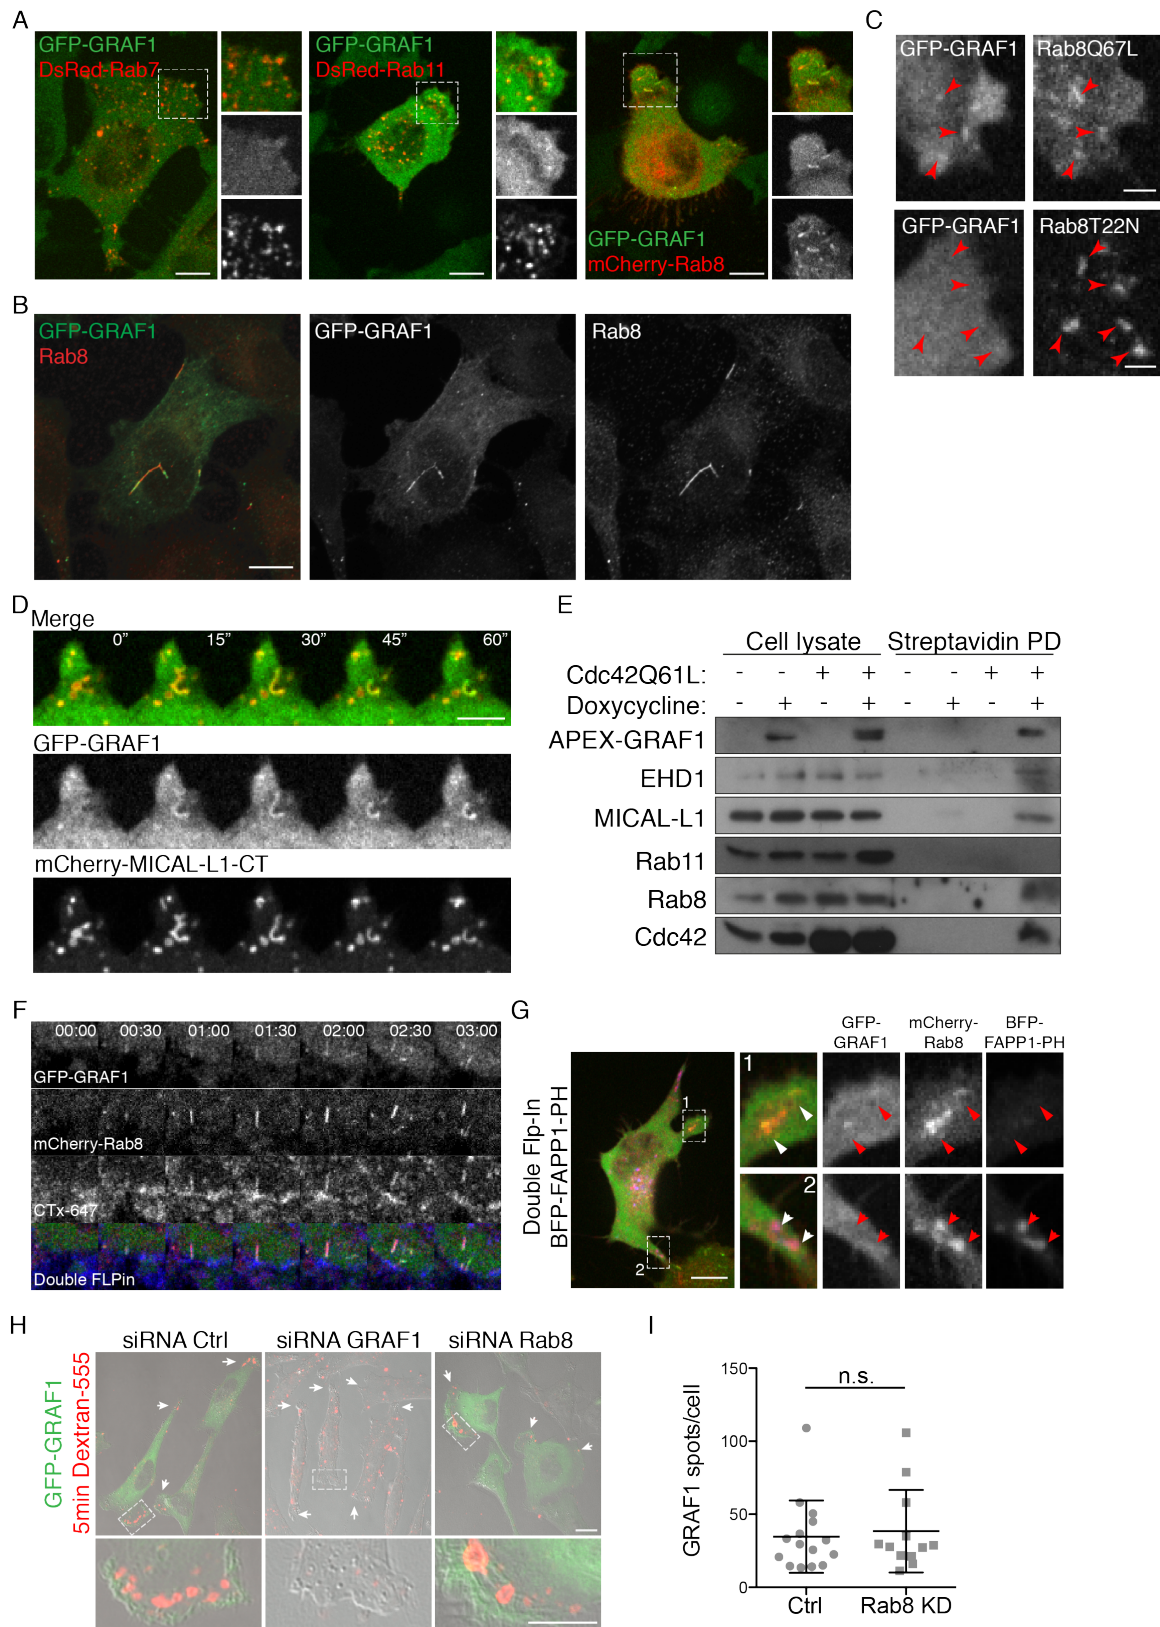 A
GFP-GRAF1
DsRed-Rab7
GFP-GRAF1
DsRed-Rab11
GFP-GRAF1
mCherry-Rab8
B
GFP-GRAF1
Rab8
GFP-GRAF1
Rab8
C
GFP-GRAF1
Rab8Q67L
GFP-GRAF1
Rab8T22N
D
Merge
0” 15” 30” 45” 60”
GFP-GRAF1
mCherry-MICAL-L1-CT
E
Cell lysate Streptavidin PD
Cdc42Q61L: - - + + - - + +
Doxycycline: - + - + - + - +
APEX-GRAF1
EHD1
MICAL-L1
Rab11
Rab8
Cdc42
F
00:00 00:30 01:00 01:30 02:00 02:30 03:00
GFP-GRAF1
mCherry-Rab8
CTx-647
Double FLPin
G
Double Flp-In
BFP-FAPP1-PH
1
2
GFP-
GRAF1
mCherry-
Rab8
BFP-
FAPP1-PH
1
2
H
siRNA Ctrl siRNA GRAF1 siRNA Rab8
GFP-GRAF1
5min Dextran-555
I
GRAF1 spots/cell
150
100
50
0
n.s.
Ctrl Rab8 KD